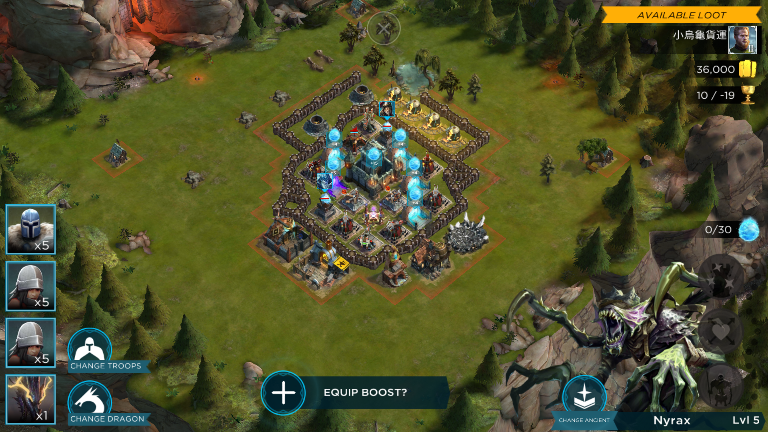 AVAILABLE LOOT
小烏龜貨運
36,000
10 / -19
0/30
x5
x5
x5
x1
CHANGE TROOPS
CHANGE DRAGON
EQUIP BOOST?
CHANGE ANCIENT
Nyrax
Lvl 5